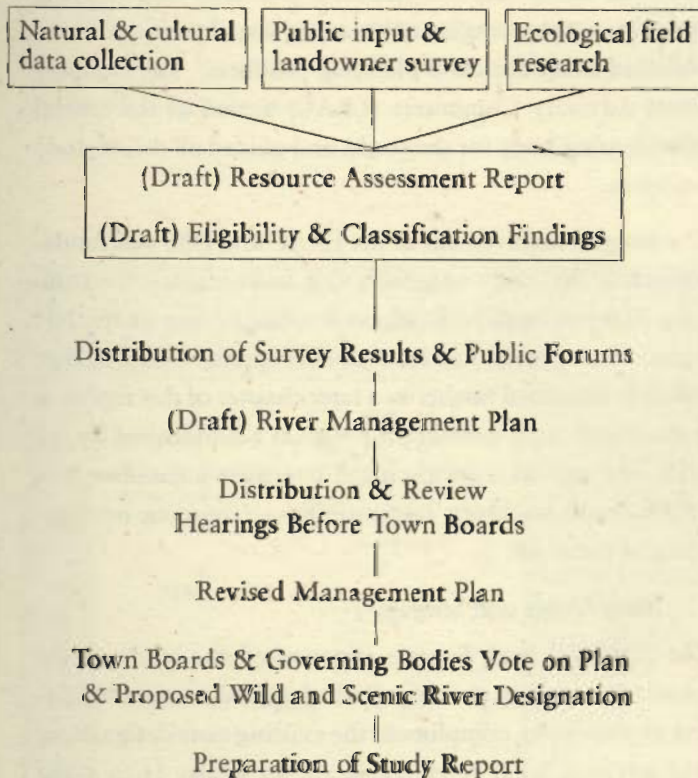 Natural & cultural
data collection
Public input &
landowner survey
Ecological field
research
(Draft) Resource Assessment Report
(Draft) Eligibility & Classification Findings
Distribution of Survey Results & Public Forums
(Draft) River Management Plan
Distribution & Review
Hearings Before Town Boards
Revised Management Plan
Town Boards & Governing Bodies Vote on Plan
& Proposed Wild and Scenic River Designation
Preparation of Study Report